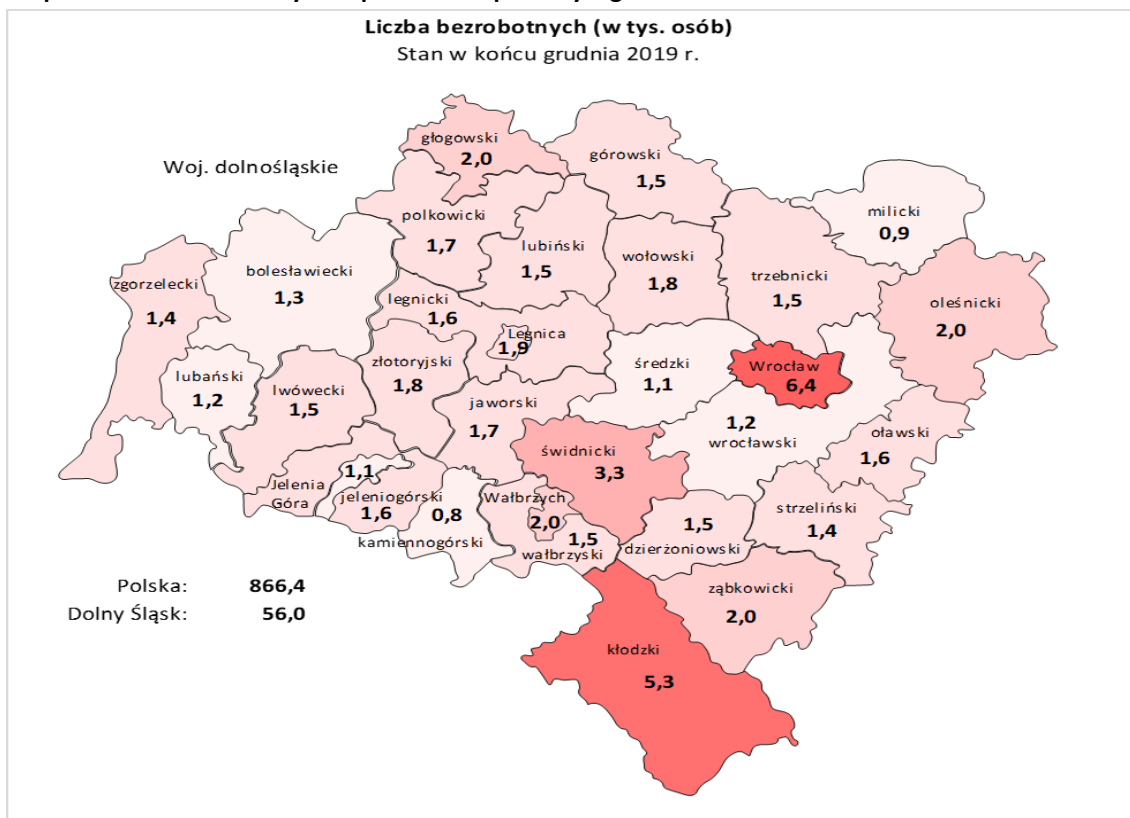 Liczba bezrobotnych (w tys. osób)
Stan w końcu grudnia 2019 r.
Woj. dolnośląskie
głogowski
2,0
górowski
1,5
milicki
0,9
polkowicki
1,7
lubiński
1,5
wołowski
1,8
trzebnicki
1,5
oleśnicki
2,0
zgorzelecki
1,4
bolesławiecki
1,3
legnicki
1,6
Legnica
1,9
średzki
1,1
Wrocław
6,4
lubański
1,2
lwówecki
1,5
złotoryjski
1,8
jaworski
1,7
1,2
wrocławski
oławski
1,6
świdnicki
3,3
1,1
Jelenia
Góra
jeleniogórski
1,6
0,8
kamiennogórski
Wałbrzych
2,0
1,5
wałbrzyski
1,5
dzierżoniowski
strzeliński
1,4
ząbkowicki
2,0
kłodzki
5,3
Polska: 866,4
Dolny Śląsk: 56,0